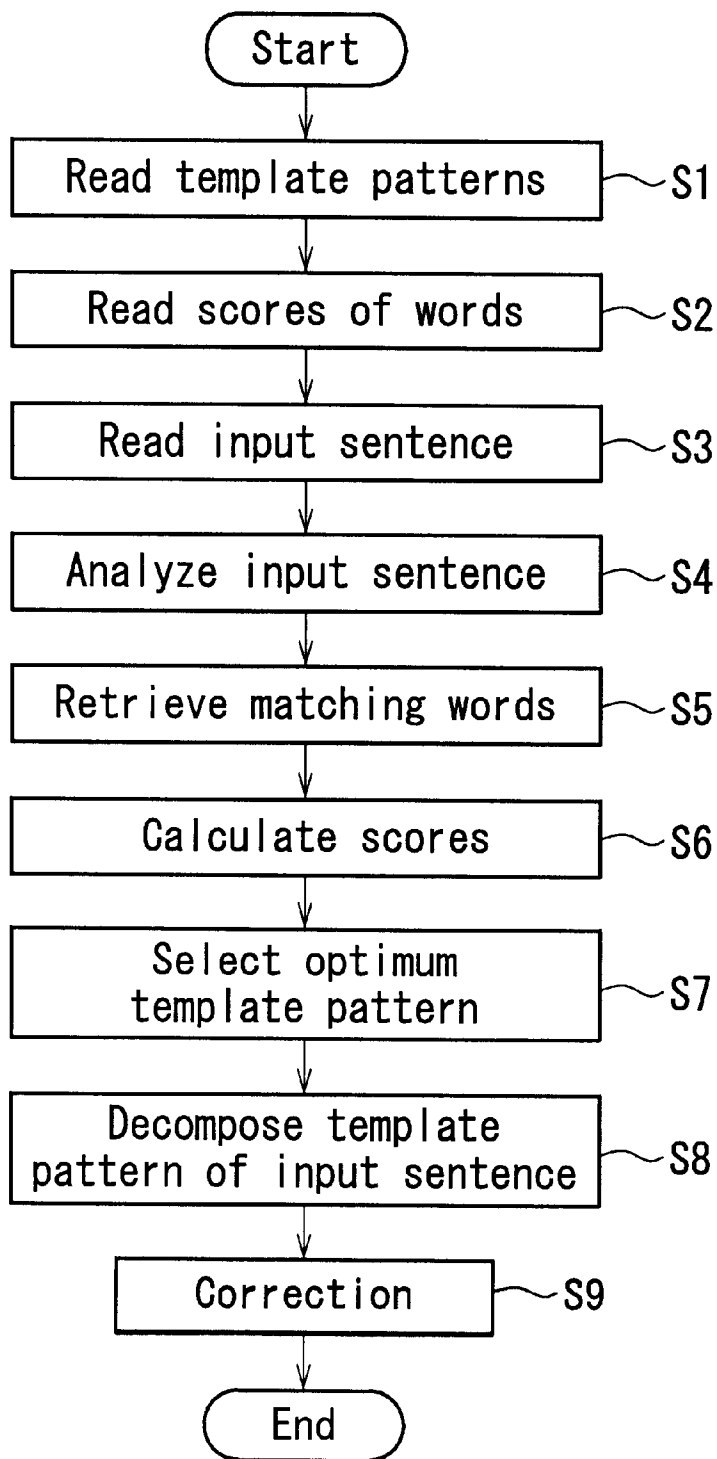 Start
Read template patterns S1
Read scores of words S2
Read input sentence S3
Analyze input sentence S4
Retrieve matching words S5
Calculate scores S6
Select optimum
template pattern S7
Decompose template
pattern of input sentence S8
Correction S9
End